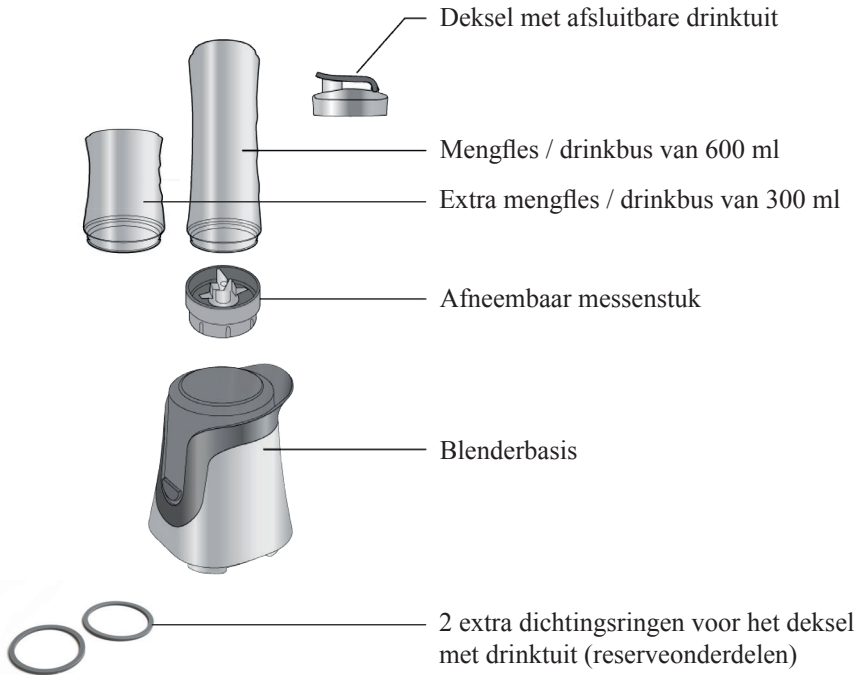 Deksel met afsluitbare drinktuit
Mengfles / drinkbus van 600 ml
Extra mengfles / drinkbus van 300 ml
Afneembaar messenstuk
Blenderbasis
2 extra dichtingsringen voor het deksel
met drinktuit (reserveonderdelen)